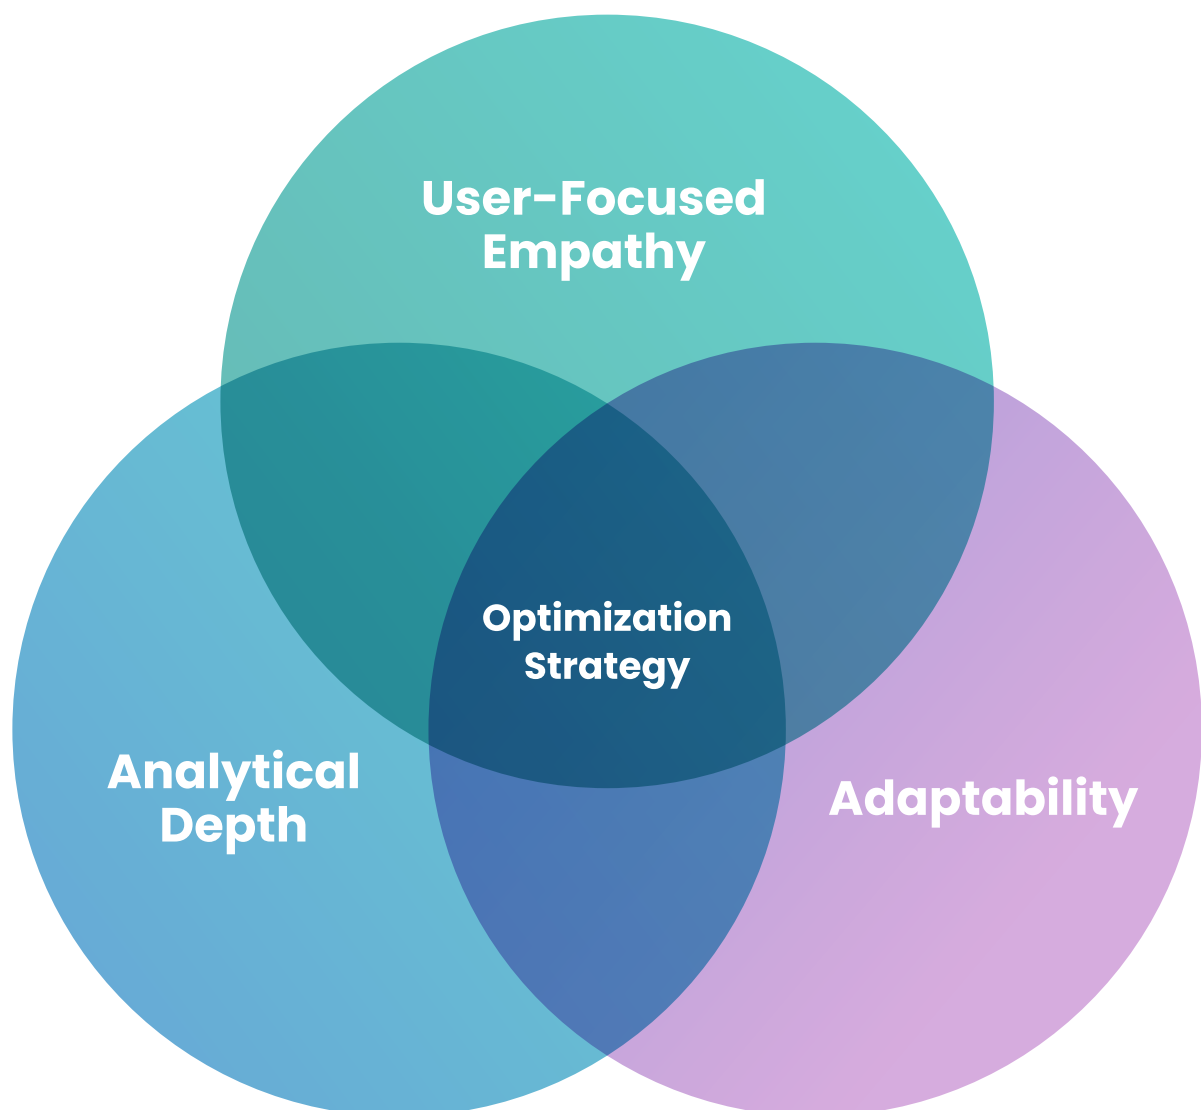 User-Focused
Empathy
Optimization
Strategy
Analytical
Depth
Adaptability